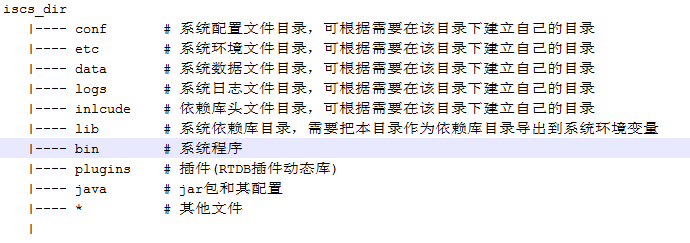 iscs_dir
|---- conf # 系统配置文件目录，可根据需要在该目录下建立自己的目录
|---- etc # 系统环境文件目录，可根据需要在该目录下建立自己的目录
|---- data # 系统数据文件目录，可根据需要在该目录下建立自己的目录
|---- logs # 系统日志文件目录，可根据需要在该目录下建立自己的目录
|---- inlcude # 依赖库头文件目录，可根据需要在该目录下建立自己的目录
|---- lib # 系统依赖库目录，需要把本目录作为依赖库目录导出到系统环境变量
|---- bin # 系统程序
|---- plugins # 插件(RTDB插件动态库)
|---- java # jar包和其配置
|---- * # 其他文件
|